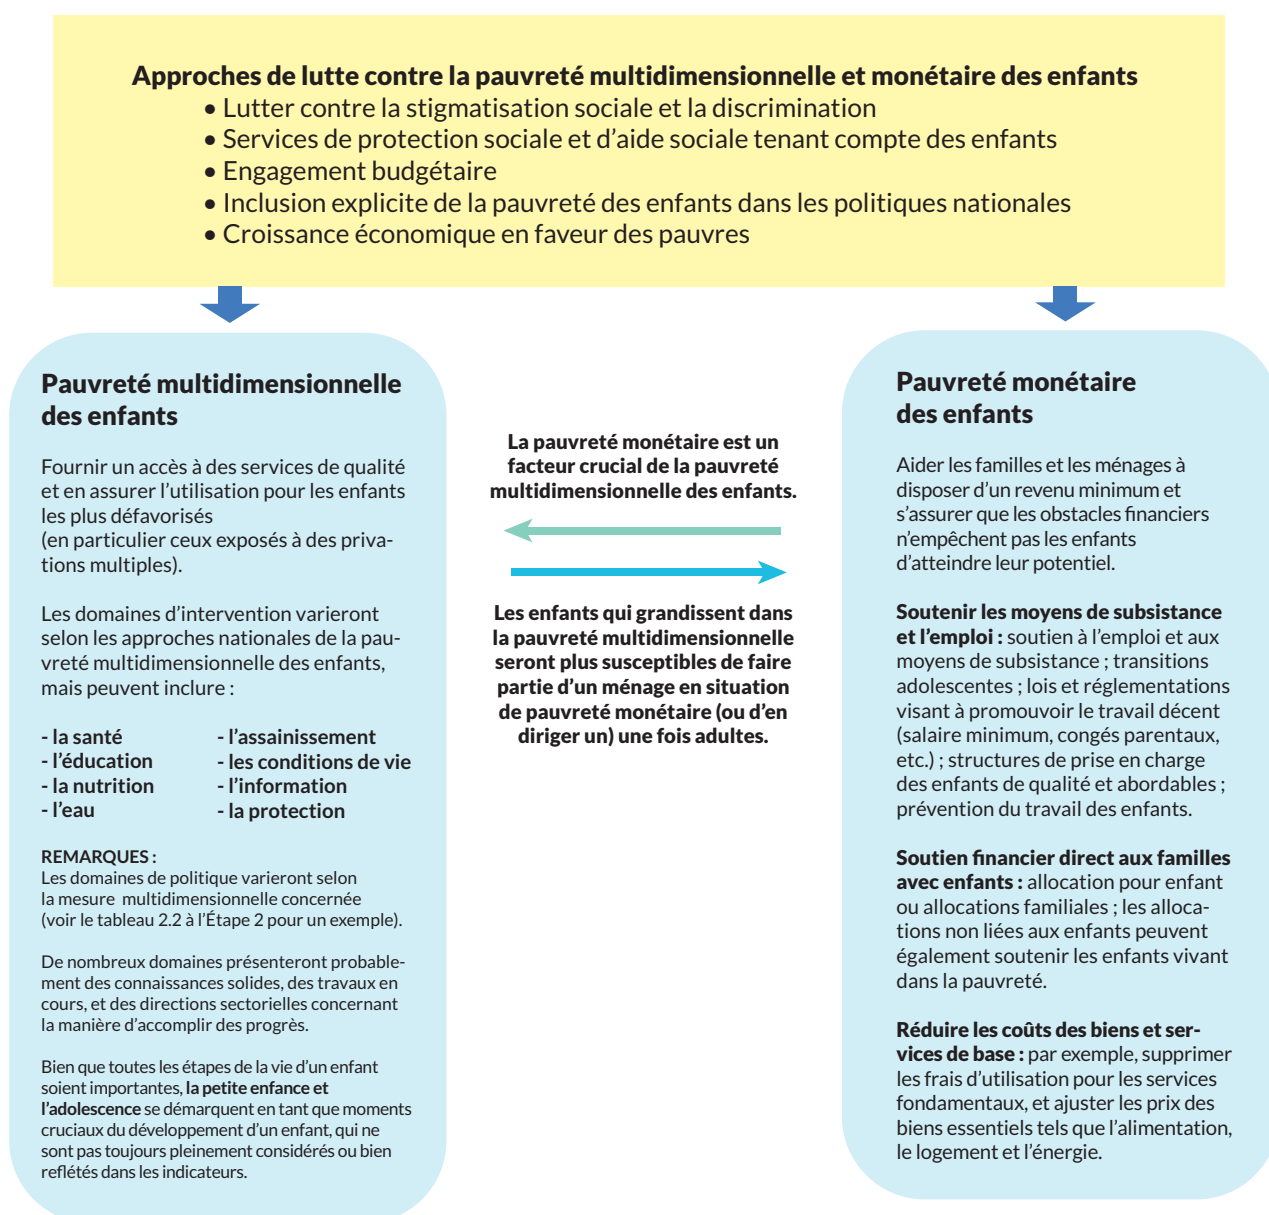 Approches de lutte contre la pauvreté multidimensionnelle et monétaire des enfants
• Lutter contre la stigmatisation sociale et la discrimination
• Services de protection sociale et d’aide sociale tenant compte des enfants
• Engagement budgétaire
• Inclusion explicite de la pauvreté des enfants dans les politiques nationales
• Croissance économique en faveur des pauvres
Pauvreté multidimensionnelle
des enfants
Fournir un accès à des services de qualité
et en assurer l’utilisation pour les enfants
les plus défavorisés
(en particulier ceux exposés à des priva-
tions multiples).
Les domaines d’intervention varieront
selon les approches nationales de la pau-
vreté multidimensionnelle des enfants,
mais peuvent inclure :
- la santé
- l’éducation
- la nutrition
- l’eau
- l’assainissement
- les conditions de vie
- l’information
- la protection
REMARQUES :
Les domaines de politique varieront selon
la mesure multidimensionnelle concernée
(voir le tableau 2.2 à l’Étape 2 pour un exemple).
De nombreux domaines présenteront probable-
ment des connaissances solides, des travaux en
cours, et des directions sectorielles concernant
la manière d’accomplir des progrès.
Bien que toutes les étapes de la vie d’un enfant
soient importantes, la petite enfance et
l’adolescence se démarquent en tant que moments
cruciaux du développement d’un enfant, qui ne
sont pas toujours pleinement considérés ou bien
reflétés dans les indicateurs.
La pauvreté monétaire est un
facteur crucial de la pauvreté
multidimensionnelle des enfants.
Les enfants qui grandissent dans
la pauvreté multidimensionnelle
seront plus susceptibles de faire
partie d’un ménage en situation
de pauvreté monétaire (ou d’en
diriger un) une fois adultes.
Pauvreté monétaire
des enfants
Aider les familles et les ménages à
disposer d’un revenu minimum et
s’assurer que les obstacles financiers
n’empêchent pas les enfants
d’atteindre leur potentiel.
Soutenir les moyens de subsistance
et l’emploi : soutien à l’emploi et aux
moyens de subsistance ; transitions
adolescentes ; lois et réglementations
visant à promouvoir le travail décent
(salaire minimum, congés parentaux,
etc.) ; structures de prise en charge
des enfants de qualité et abordables ;
prévention du travail des enfants.
Soutien financier direct aux familles
avec enfants : allocation pour enfant
ou allocations familiales ; les alloca-
tions non liées aux enfants peuvent
également soutenir les enfants vivant
dans la pauvreté.
Réduire les coûts des biens et ser-
vices de base : par exemple, supprimer
les frais d’utilisation pour les services
fondamentaux, et ajuster les prix des
biens essentiels tels que l’alimentation,
le logement et l’énergie.